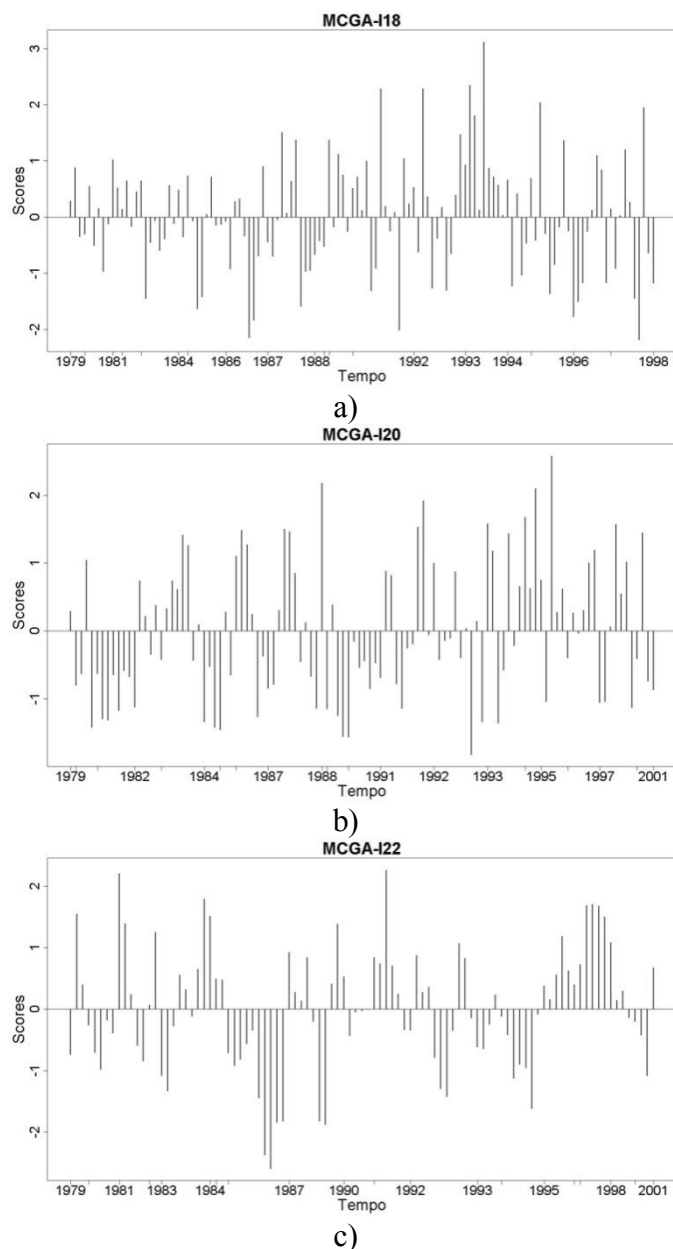 MCGA-I18
3
2
1
0
-1
-2
Scores
1979 1981 1984 1986 1987 1988 1992 1993 1994 1996 1998
Tempo
a)
MCGA-I20
2
1
0
-1
Scores
1979 1982 1984 1987 1988 1991 1992 1993 1995 1997 2001
Tempo
b)
MCGA-I22
2
1
0
-1
-2
Scores
1979 1981 1983 1984 1987 1990 1992 1993 1995 1998 2001
Tempo
c)